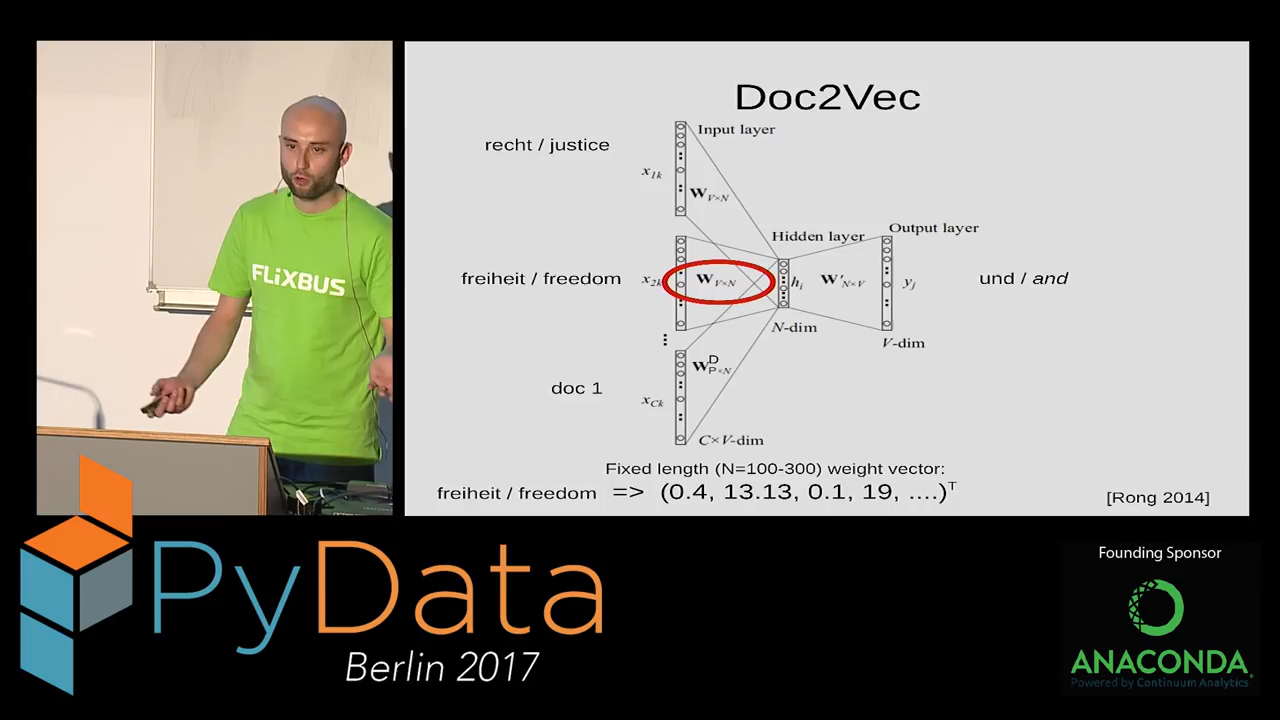 Doc2Vec
Input layer
recht / justice
x1k
WV×N
Hidden layer
Output layer
freiheit / freedom
x2k
WV×N
hi
W'N×V
yj
und / and
N-dim
V-dim
WDP×N
doc 1
xCk
C×V-dim
Fixed length (N=100-300) weight vector:
freiheit / freedom => (0.4, 13.13, 0.1, 19, ....)T
[Rong 2014]
FLiXBUS
PyData
Berlin 2017
Founding Sponsor
ANACONDA
Powered by Continuum Analytics